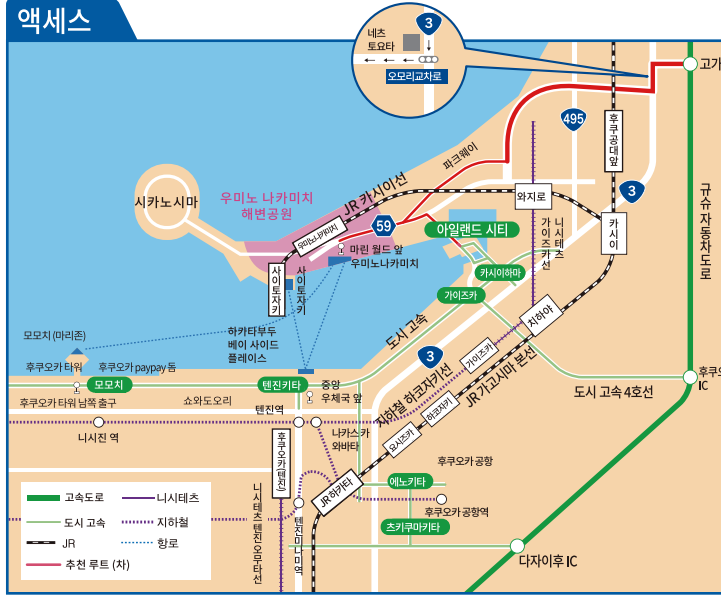 액세스
3
네츠
토요타
오모리교차로
고가
495
후쿠공대앞
3
파크웨이
시카노시마
우미노 나카미치
해변공원
JR 카시이선
와지로
규슈자동차도로
59
아일랜드 시티
니시테츠
가이즈카선
카시이
우미노나카미치
마린 월드 앞
우미노나카미치
사이토자키
사이토자키
카시이하마
가이즈카
도시 고속
치하야
하카타부두
베이 사이드
플레이스
모모치 (마리존)
후쿠오카 타워
후쿠오카 paypay 돔
3
가이즈카
모모치
텐진키타
중앙
우체국 앞
지하철 하코자키선
JR 가고시마 본선
후쿠오
IC
도시 고속 4호선
후쿠오카 타워 남쪽 출구
쇼와도오리
텐진역
하코자키
니시진 역
나카스 카
와바타
요시즈카
후쿠오카(텐진)
후쿠오카 공항
에노키타
JR 하카타
후쿠오카 공항역
츠키쿠마키타
다자이후 IC
니시테츠 텐진 오무타선
텐진미나미역
고속도로
니시테츠
도시 고속
지하철
JR
항로
추천 루트 (차)